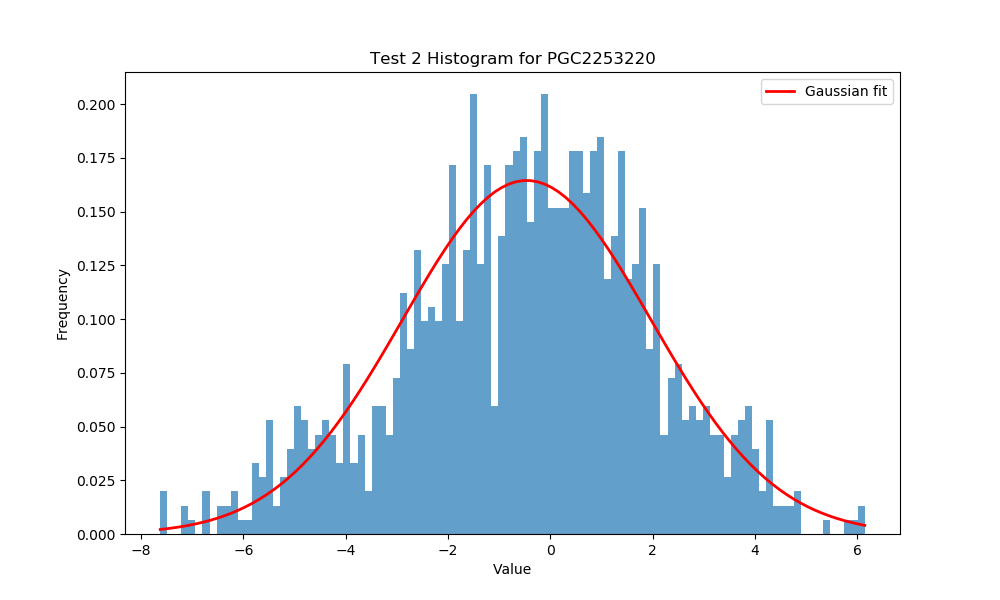 Test 2 Histogram for PGC2253220
Gaussian fit
0.200
0.175
0.150
0.125
0.100
0.075
0.050
0.025
0.000
Frequency
−8 −6 −4 −2 0 2 4 6
Value